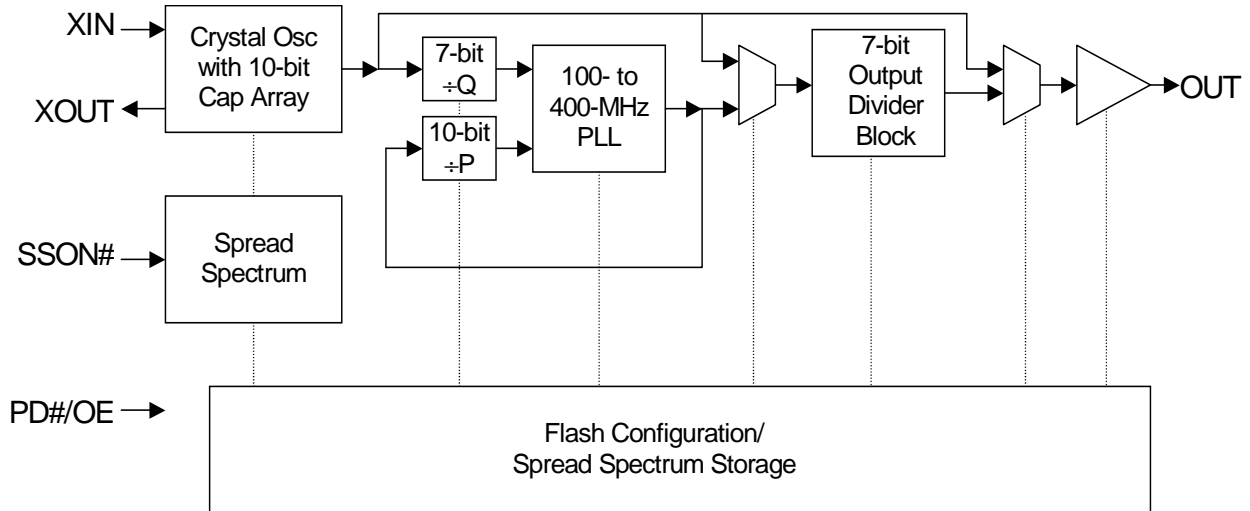 XIN
XOUT
Crystal Osc
with 10-bit
Cap Array
7-bit
÷Q
10-bit
÷P
100- to
400-MHz
PLL
7-bit
Output
Divider
Block
OUT
SSON#
Spread
Spectrum
PD#/OE
Flash Configuration/
Spread Spectrum Storage